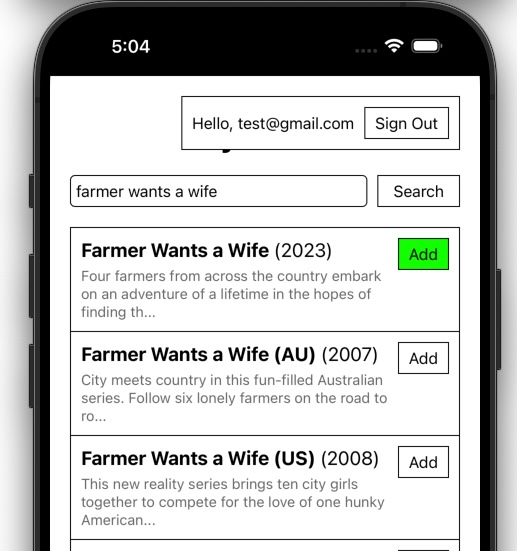 5:04
Hello, test@gmail.com Sign Out
farmer wants a wife Search
Farmer Wants a Wife (2023) Add
Four farmers from across the country embark
on an adventure of a lifetime in the hopes of
finding th...
Farmer Wants a Wife (AU) (2007) Add
City meets country in this fun-filled Australian
series. Follow six lonely farmers on the road to
ro...
Farmer Wants a Wife (US) (2008) Add
This new reality series brings ten city girls
together to compete for the love of one hunky
American...